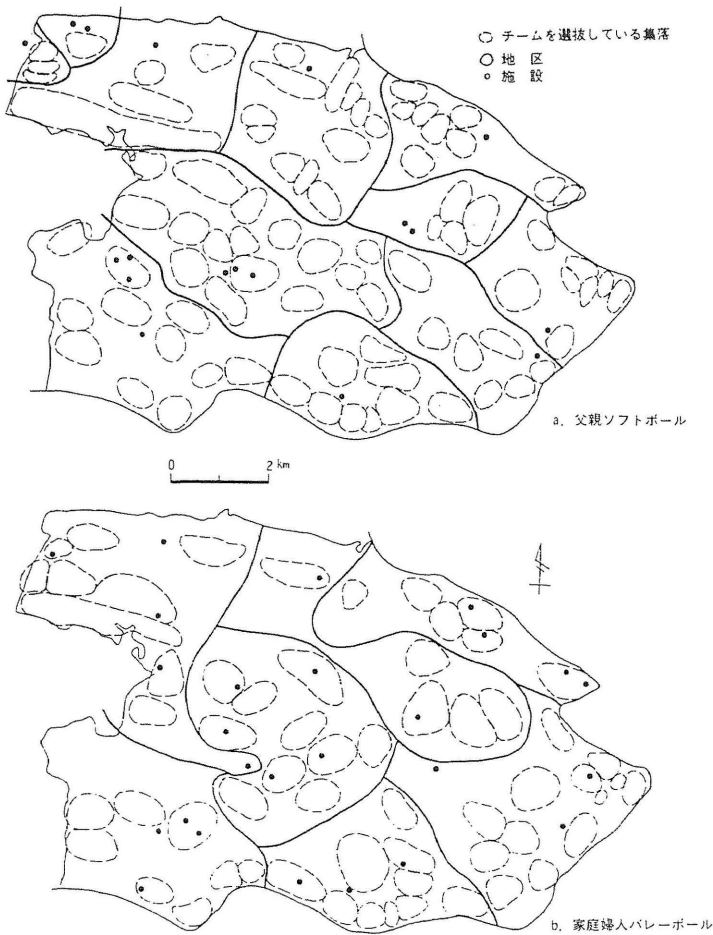 チームを選抜している集落
地区
施設
a. 父親ソフトボール
0 2 km
b. 家庭婦人バレーボール